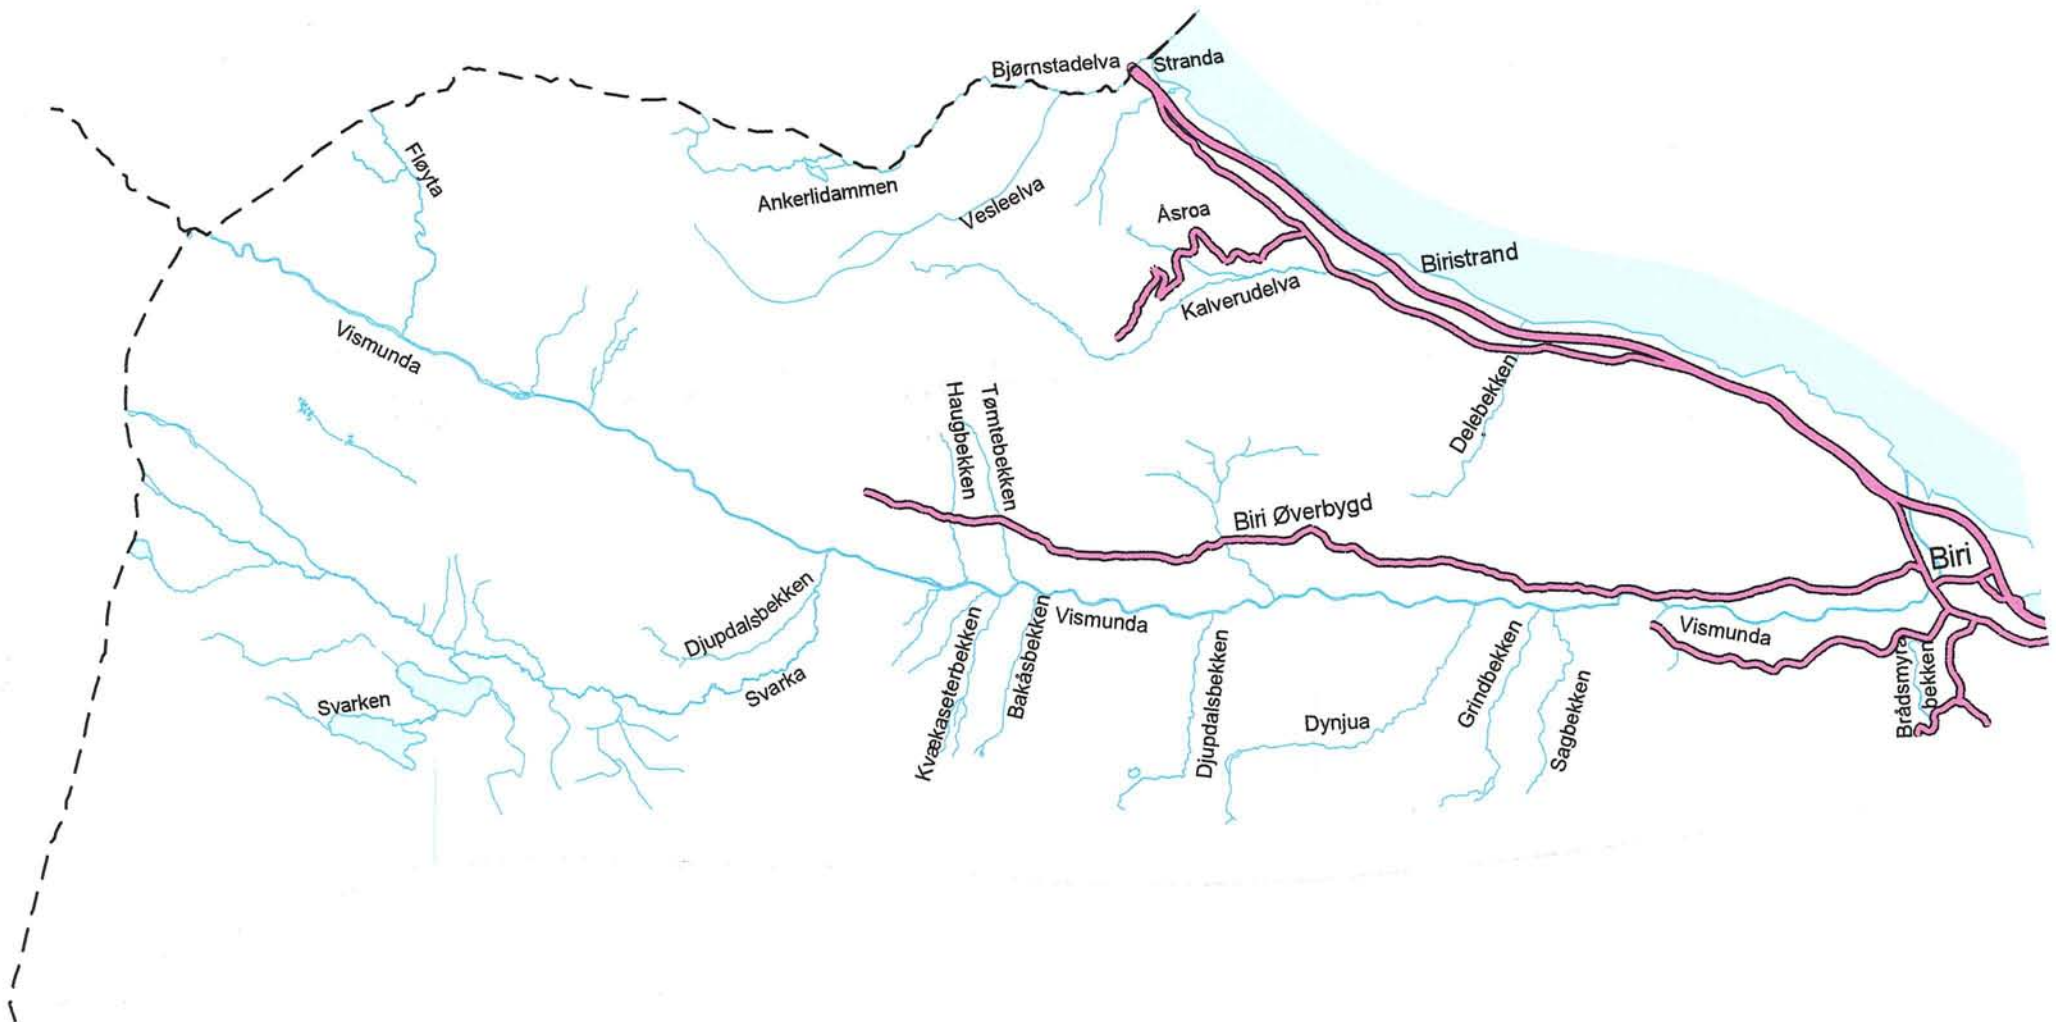 Bjørnstadelva
Stranda
Fløyta
Ankerlidammen
Vesleelva
Åsroa
Biristrand
Kalverudelva
Vismunda
Delebekken
Haugbekken
Tømtebekken
Biri Øverbygd
Biri
Djupdalsbekken
Svarka
Svarken
Kvækaseterbekken
Bakåsbekken
Vismunda
Djupdalsbekken
Dynjua
Grindbekken
Sagbekken
Vismunda
Brådsmyra
bekken